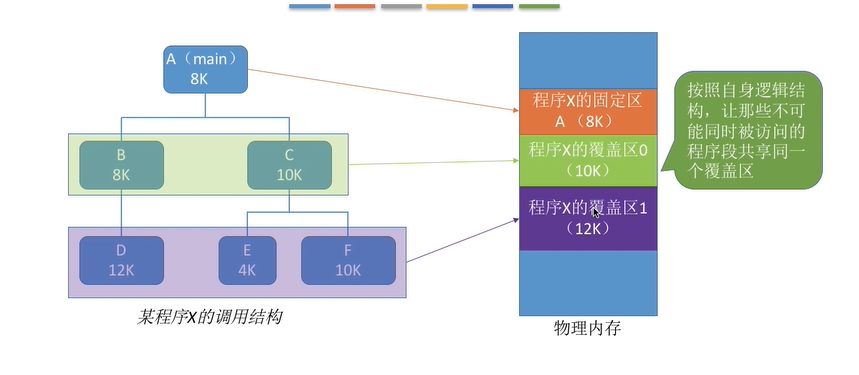 A（main）
8K
B
8K
C
10K
D
12K
E
4K
F
10K
某程序X的调用结构
程序X的固定区
A （8K）
程序X的覆盖区0
（10K）
程序X的覆盖区1
（12K）
物理内存
按照自身逻辑结
构，让那些不可
能同时被访问的
程序段共享同一
个覆盖区